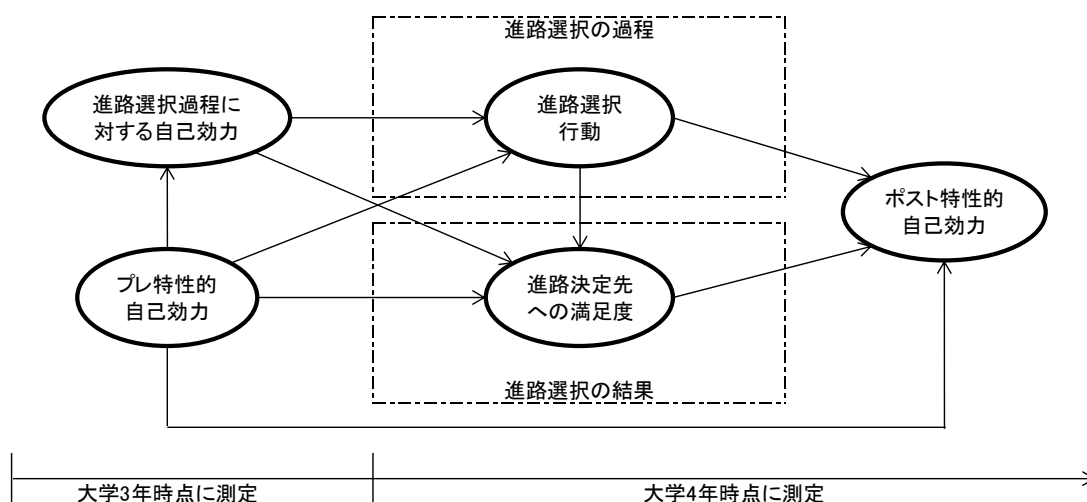 進路選択の過程
進路選択過程に
対する自己効力
進路選択
行動
ポスト特性的
自己効力
プレ特性的
自己効力
進路決定先
への満足度
進路選択の結果
大学3年時点に測定
大学4年時点に測定